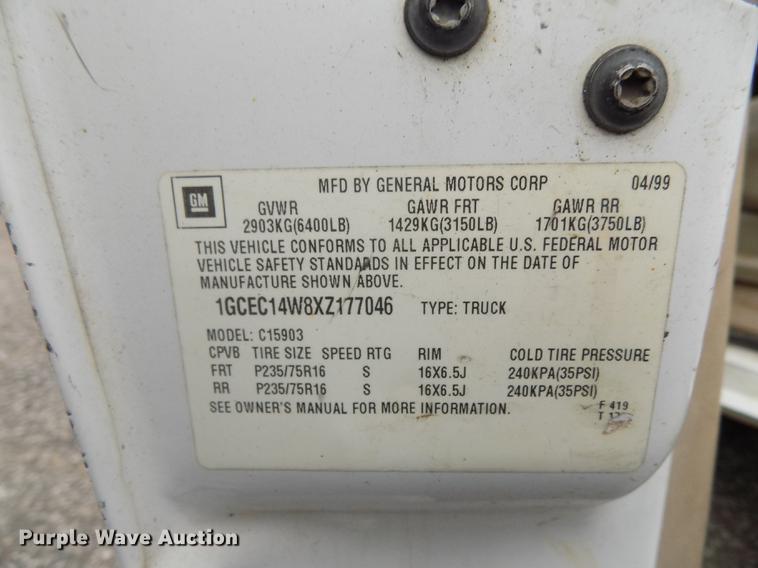 GM
MFD BY GENERAL MOTORS CORP 04/99
GVWR GAWR FRT GAWR RR
2903KG(6400LB) 1429KG(3150LB) 1701KG(3750LB)
THIS VEHICLE CONFORMS TO ALL APPLICABLE U.S. FEDERAL MOTOR
VEHICLE SAFETY STANDARDS IN EFFECT ON THE DATE OF
MANUFACTURE SHOWN ABOVE.
1GCEC14W8XZ177046 TYPE: TRUCK
MODEL: C15903
CPVB TIRE SIZE SPEED RTG RIM COLD TIRE PRESSURE
FRT P235/75R16 S 16X6.5J 240KPA(35PSI)
RR P235/75R16 S 16X6.5J 240KPA(35PSI)
SEE OWNER'S MANUAL FOR MORE INFORMATION.
F 419
T
Purple Wave Auction